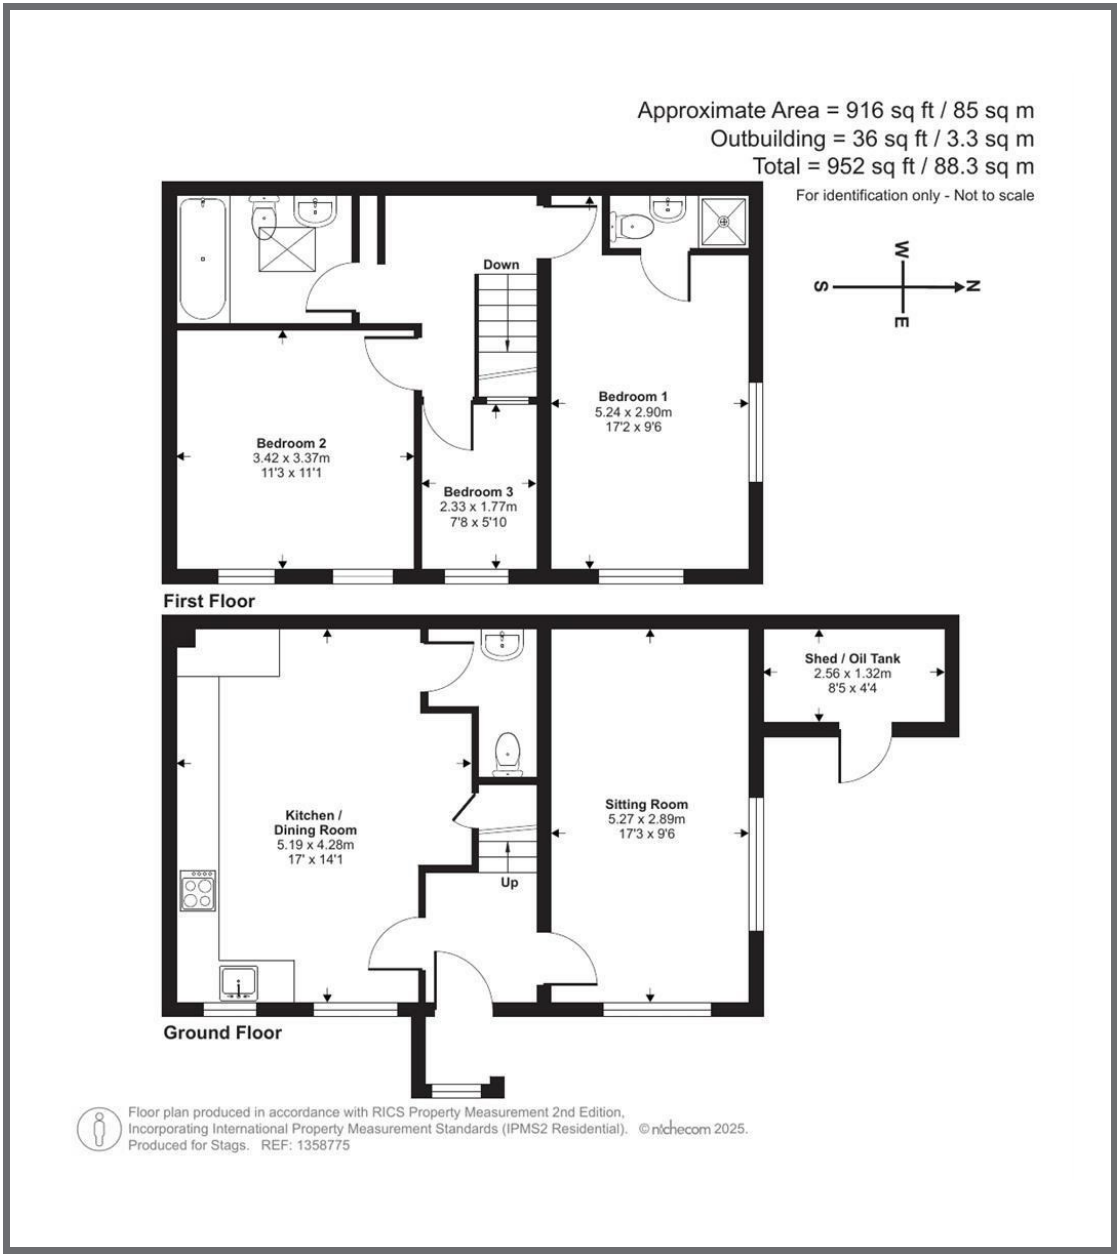 Approximate Area = 916 sq ft / 85 sq m
Outbuilding = 36 sq ft / 3.3 sq m
Total = 952 sq ft / 88.3 sq m
For identification only - Not to scale
W
S
N
E
Down
Bedroom 1
5.24 x 2.90m
17'2 x 9'6
Bedroom 2
3.42 x 3.37m
11'3 x 11'1
Bedroom 3
2.33 x 1.77m
7'8 x 5'10
First Floor
Shed / Oil Tank
2.56 x 1.32m
8'5 x 4'4
Kitchen /
Dining Room
5.19 x 4.28m
17' x 14'1
Sitting Room
5.27 x 2.89m
17'3 x 9'6
Up
Ground Floor
Floor plan produced in accordance with RICS Property Measurement 2nd Edition,
Incorporating International Property Measurement Standards (IPMS2 Residential). © nichecom 2025.
Produced for Stags. REF: 1358775